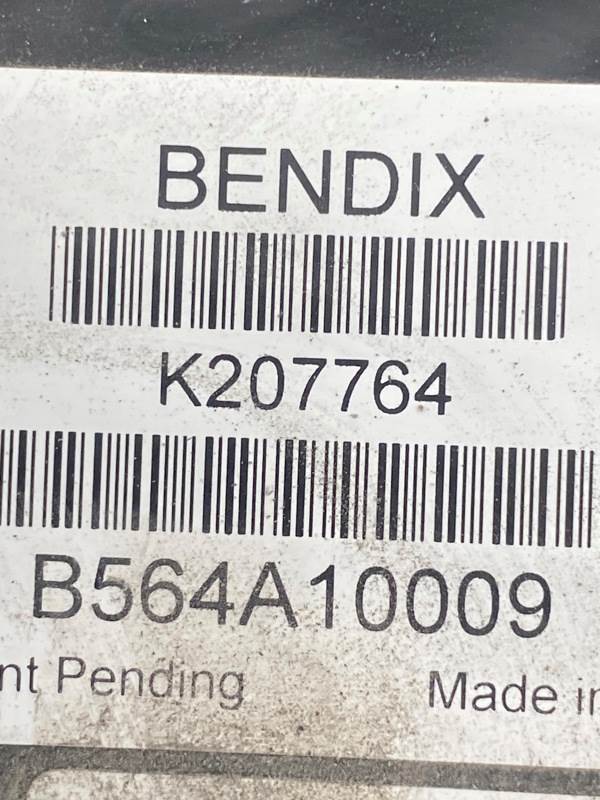 BENDIX
K207764
B564A10009
nt Pending
Made in